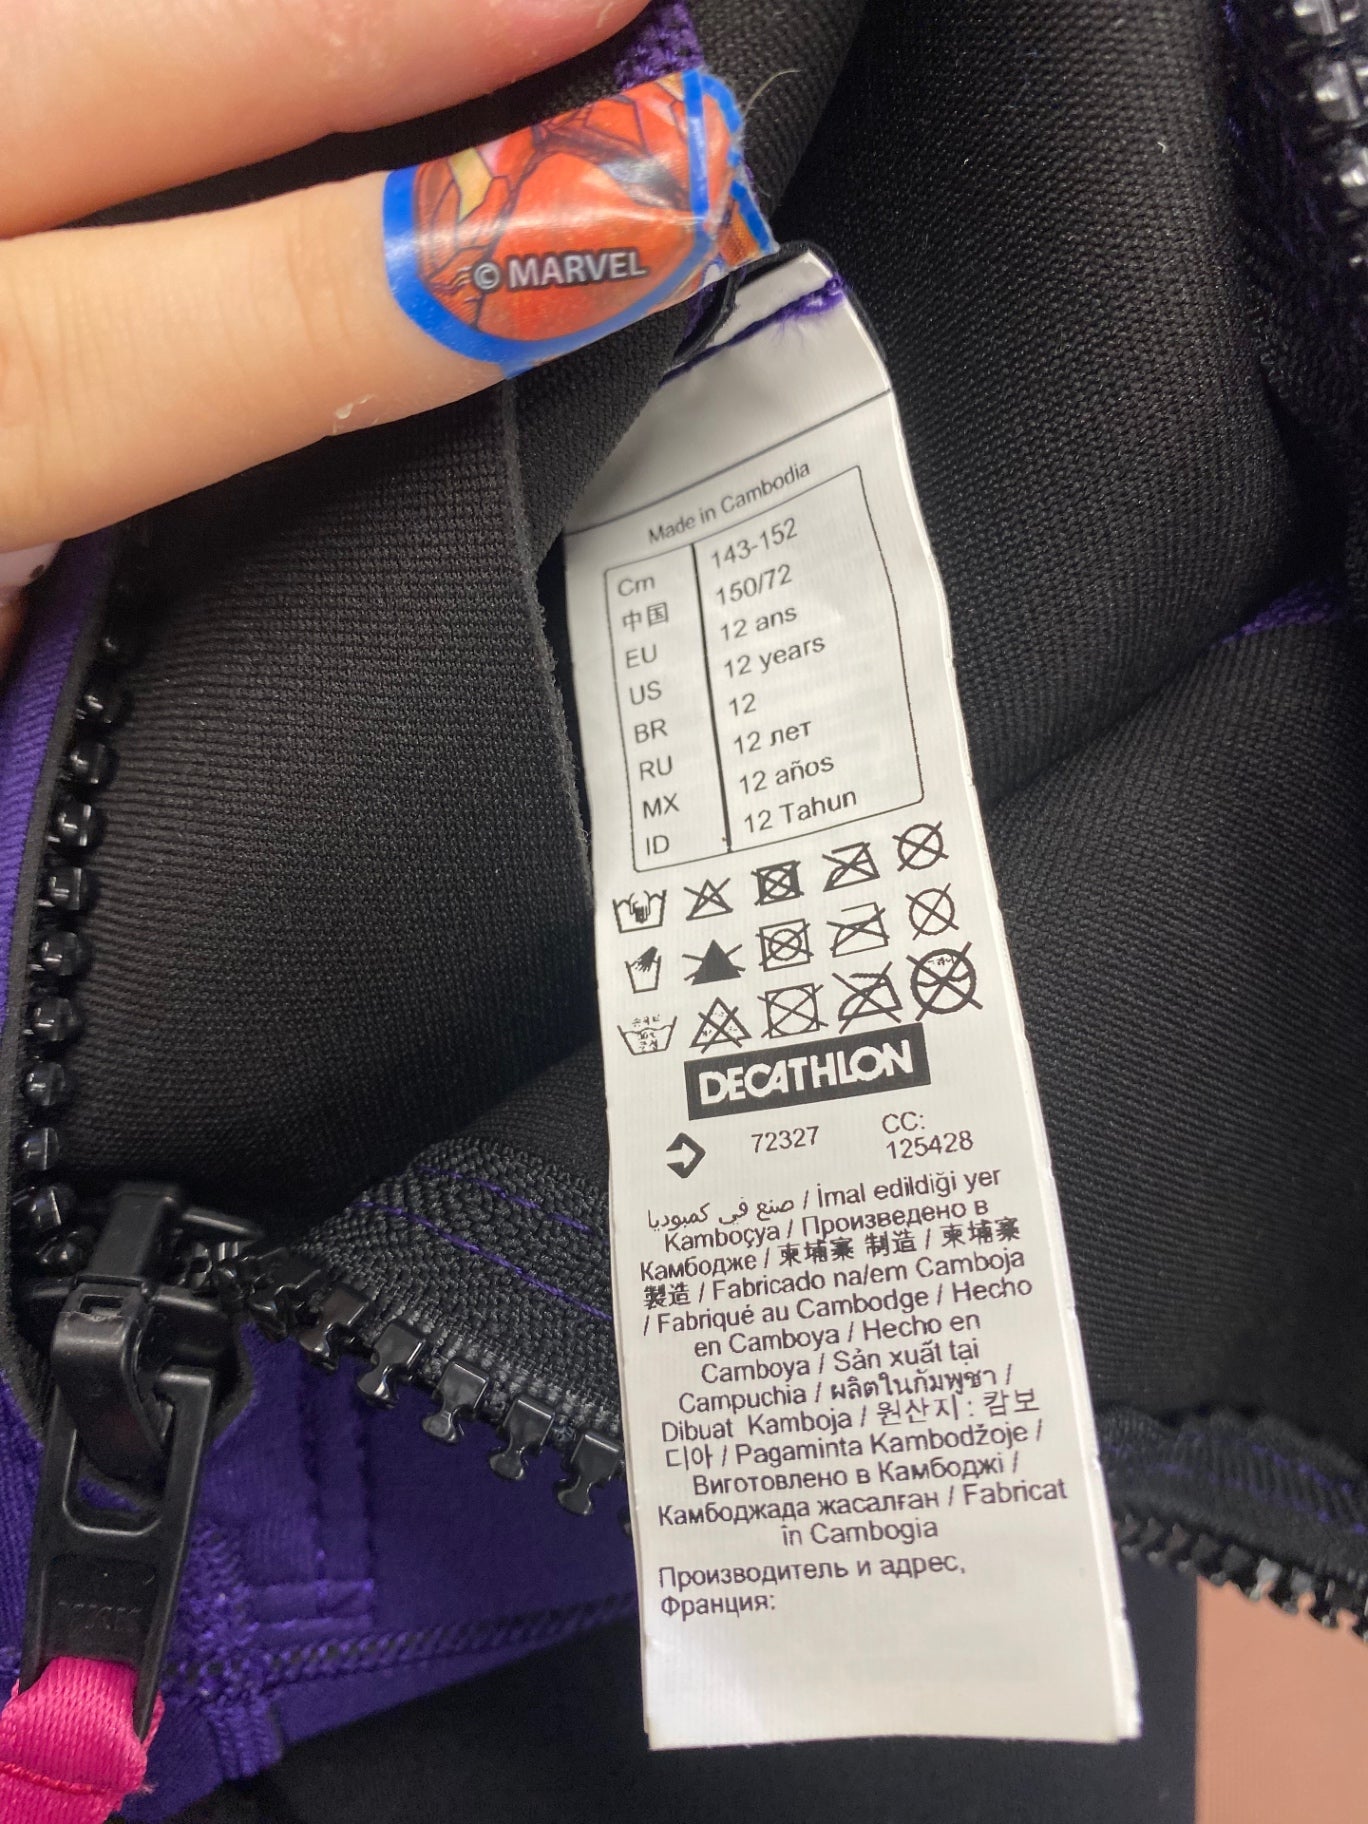 © MARVEL
Made in Cambodia
Cm 143-152
中国 150/72
EU 12 ans
US 12 years
BR 12
RU 12 лет
MX 12 años
ID 12 Tahun
DECATHLON
72327 CC: 125428
صنع في كمبوديا / İmal edildiği yer
Kamboçya / Произведено в
Камбодже / 柬埔寨 制造 / 柬埔寨
製造 / Fabricado na/em Camboja
/ Fabriqué au Cambodge / Hecho
en Camboya / Hecho en
Camboya / Sản xuất tại
Campuchia / ผลิตในกัมพูชา /
Dibuat Kamboja / 원산지 : 캄보
디아 / Pagaminta Kambodžoje /
Виготовлено в Камбоджі /
Камбоджада жасалған / Fabricat
în Cambogia
Производитель и адрес,
Франция: